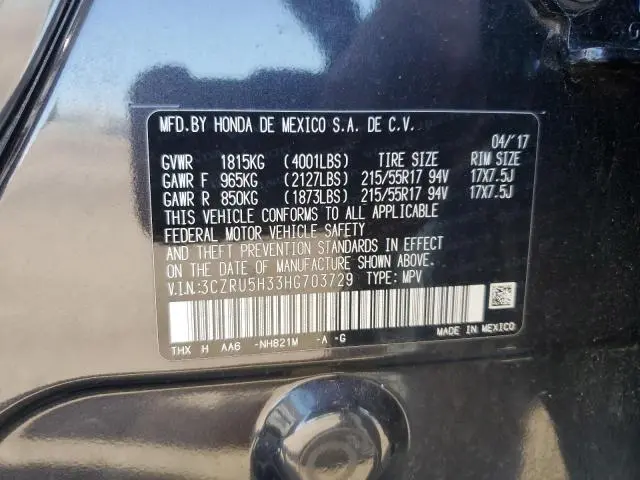 MFD.BY HONDA DE MEXICO S.A. DE C.V.
04/'17
GVWR 1815KG (4001LBS) TIRE SIZE RIM SIZE
GAWR F 965KG (2127LBS) 215/55R17 94V 17X7.5J
GAWR R 850KG (1873LBS) 215/55R17 94V 17X7.5J
THIS VEHICLE CONFORMS TO ALL APPLICABLE
FEDERAL MOTOR VEHICLE SAFETY
AND THEFT PREVENTION STANDARDS IN EFFECT
ON THE DATE OF MANUFACTURE SHOWN ABOVE.
V.I.N:3CZRU5H33HG703729 TYPE: MPV
THX H AA6 -NH821M -A -G MADE IN MEXICO